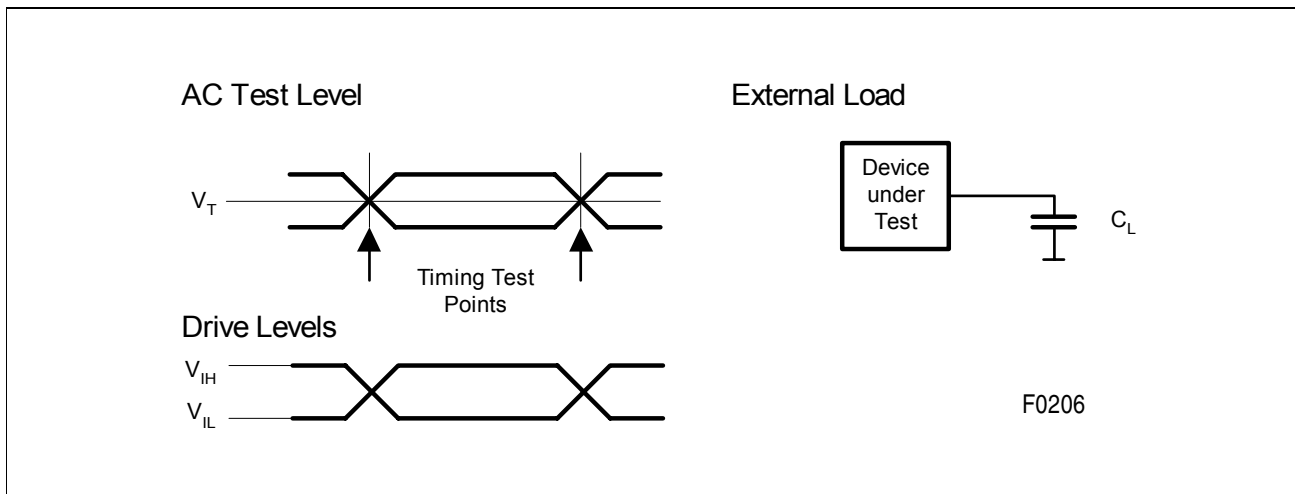 AC Test Level
External Load
V_T
Device
under
Test
C_L
Timing Test
Points
Drive Levels
V_IH
V_IL
F0206